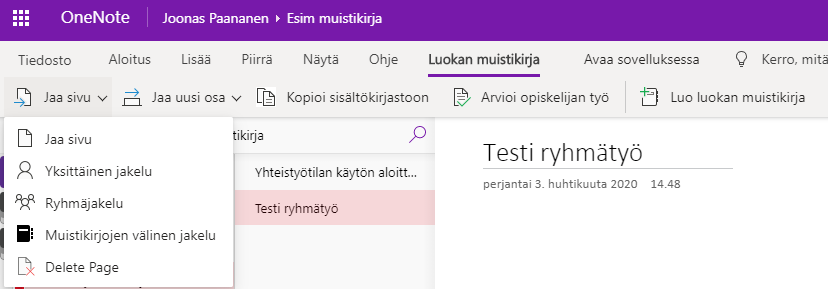 OneNote Joonas Paananen Esim muistikirja
Tiedosto Aloitus Lisää Piirrä Näytä Ohje Luokan muistikirja Avaa sovelluksessa Kerro, mitä
Jaa sivu Jaa uusi osa Kopioi sisältökirjastoon Arvioi opiskelijan työ Luo luokan muistikirja
Jaa sivu
Yksittäinen jakelu
Ryhmäjakelu
Muistikirjojen välinen jakelu
Delete Page
tikirja
Yhteistyötilan käytön aloitt...
Testi ryhmätyö
Testi ryhmätyö
perjantai 3. huhtikuuta 2020 14.48